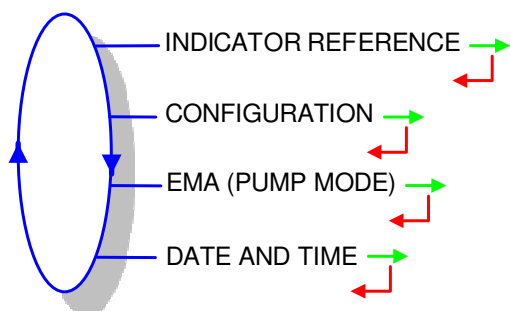 INDICATOR REFERENCE
CONFIGURATION
EMA (PUMP MODE)
DATE AND TIME